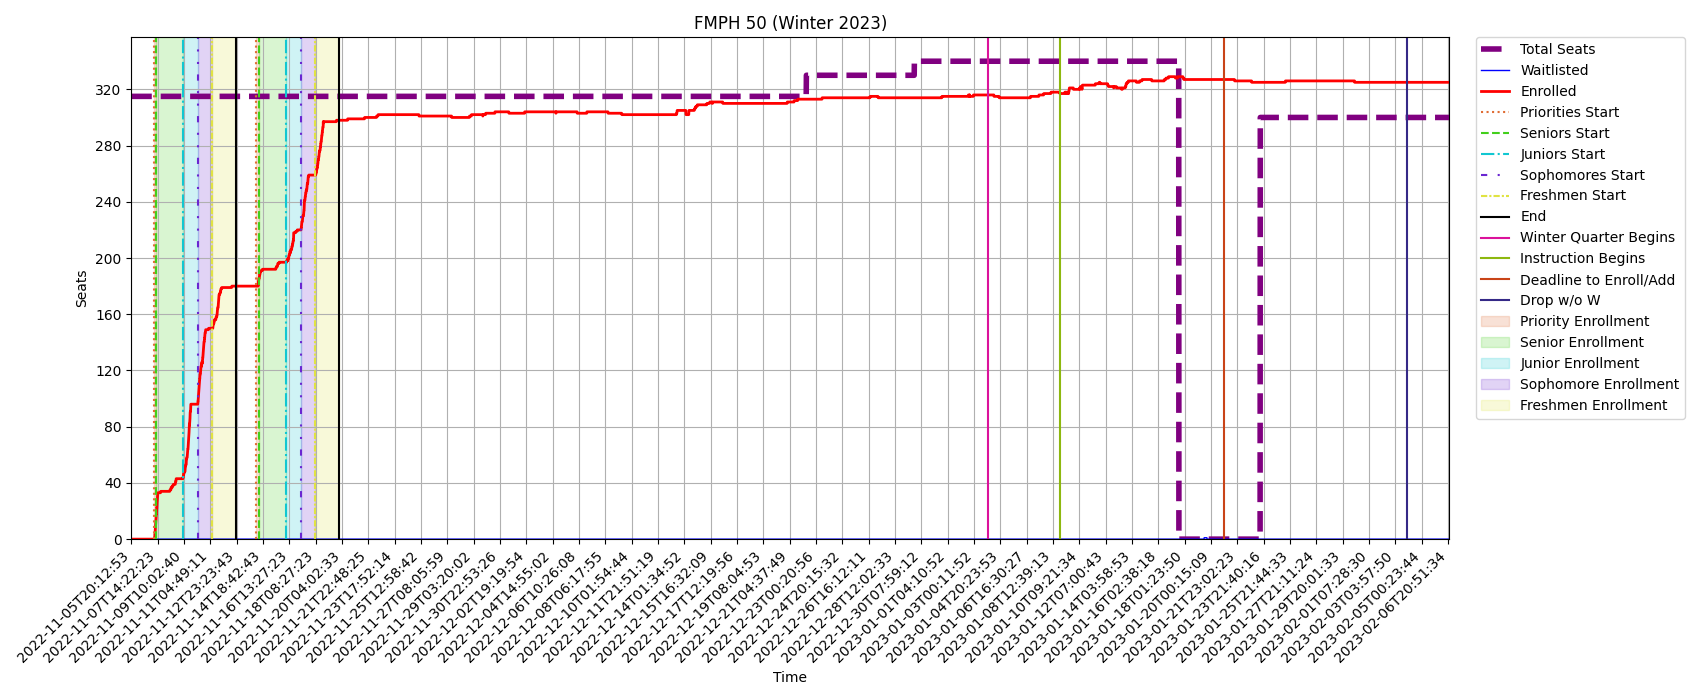 FMPH 50 (Winter 2023)
Seats
320
280
240
200
160
120
80
40
0
2022-11-05T20:12:53
2022-11-07T14:22:23
2022-11-09T10:02:40
2022-11-11T04:49:11
2022-11-12T23:23:43
2022-11-14T18:42:43
2022-11-16T13:27:23
2022-11-18T08:27:23
2022-11-20T04:02:33
2022-11-21T22:48:25
2022-11-23T17:52:14
2022-11-25T12:58:42
2022-11-27T08:05:59
2022-11-29T03:20:02
2022-11-30T22:53:26
2022-12-02T19:19:54
2022-12-04T14:55:02
2022-12-06T10:26:08
2022-12-08T06:17:55
2022-12-10T01:54:44
2022-12-11T21:51:19
2022-12-14T01:34:52
2022-12-15T16:32:09
2022-12-17T12:19:56
2022-12-19T08:04:53
2022-12-21T04:37:49
2022-12-23T00:20:56
2022-12-24T20:15:32
2022-12-26T16:12:11
2022-12-28T12:02:33
2022-12-30T07:59:12
2023-01-01T04:10:52
2023-01-03T00:11:52
2023-01-04T20:23:53
2023-01-06T16:30:27
2023-01-08T12:39:13
2023-01-10T09:21:34
2023-01-12T07:00:43
2023-01-14T03:58:53
2023-01-16T02:38:18
2023-01-18T01:23:50
2023-01-20T00:15:09
2023-01-21T23:02:23
2023-01-23T21:40:16
2023-01-25T21:44:33
2023-01-27T21:11:24
2023-01-29T20:01:33
2023-02-01T07:28:30
2023-02-03T03:57:50
2023-02-05T00:23:44
2023-02-06T20:51:34
Time
Total Seats
Waitlisted
Enrolled
Priorities Start
Seniors Start
Juniors Start
Sophomores Start
Freshmen Start
End
Winter Quarter Begins
Instruction Begins
Deadline to Enroll/Add
Drop w/o W
Priority Enrollment
Senior Enrollment
Junior Enrollment
Sophomore Enrollment
Freshmen Enrollment